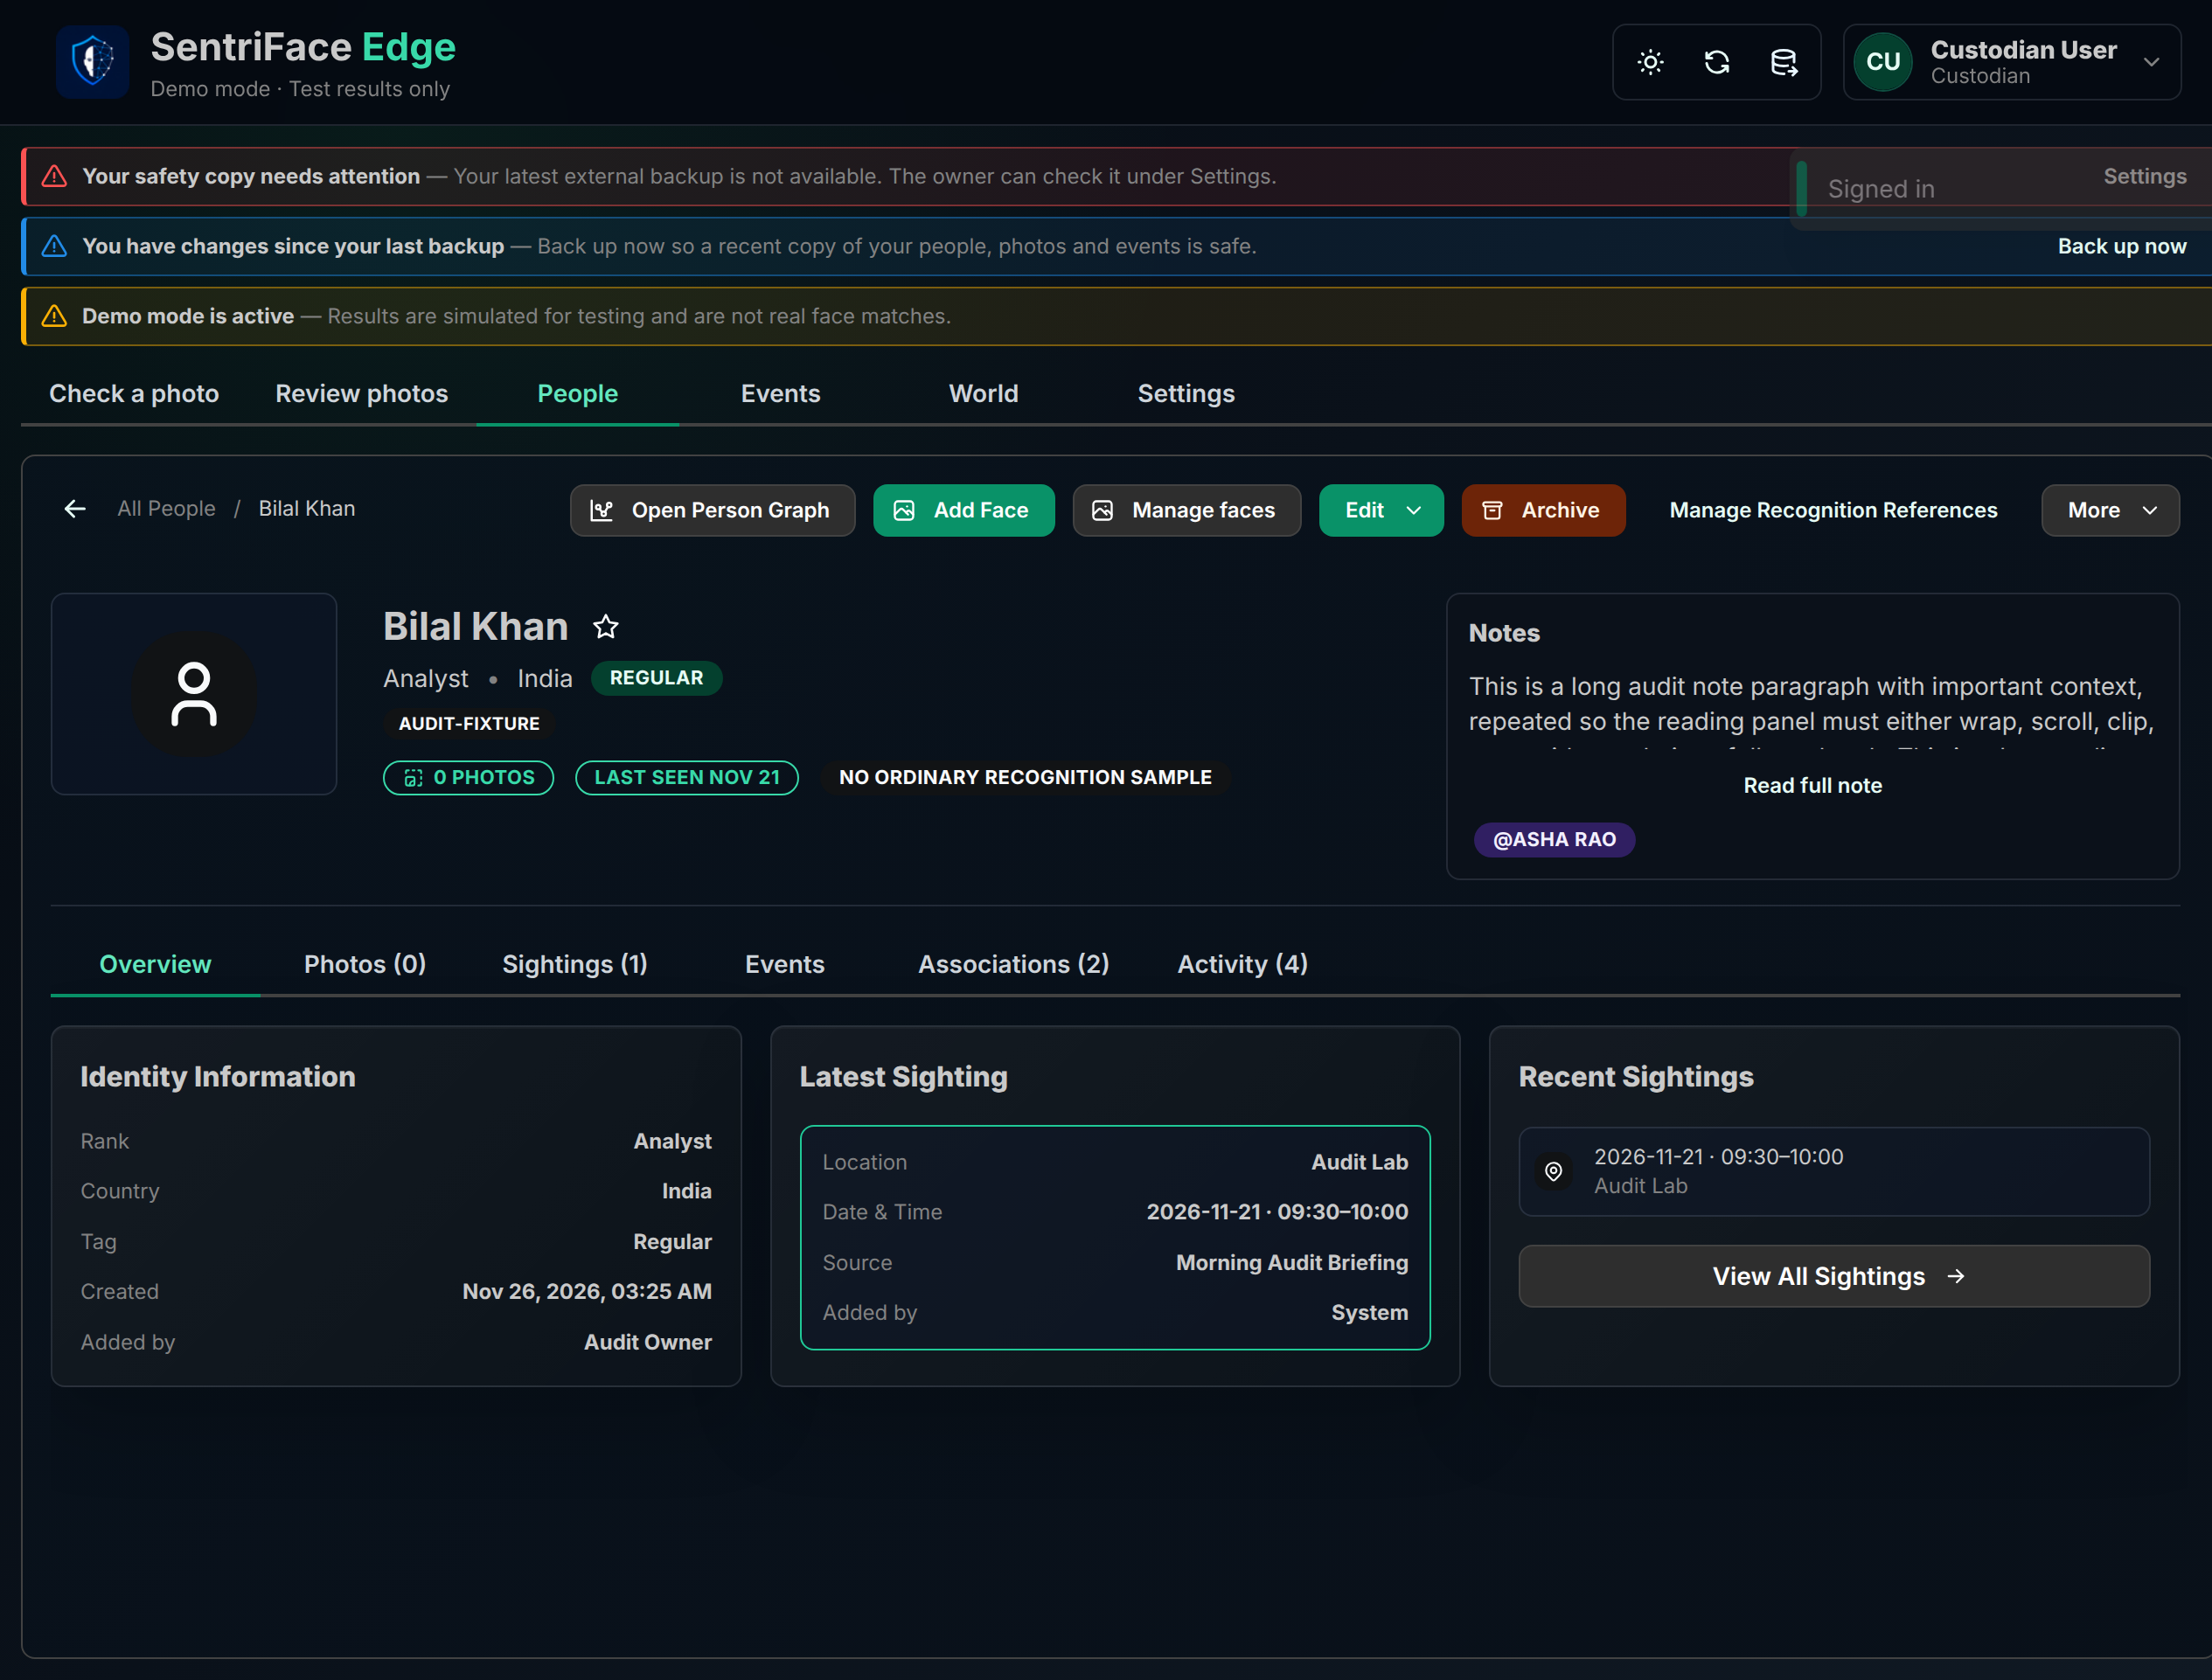 SentriFace Edge
Demo mode · Test results only
CU
Custodian User
Custodian
Your safety copy needs attention — Your latest external backup is not available. The owner can check it under Settings.
Settings
Signed in
You have changes since your last backup — Back up now so a recent copy of your people, photos and events is safe.
Back up now
Demo mode is active — Results are simulated for testing and are not real face matches.
Check a photo
Review photos
People
Events
World
Settings
All People / Bilal Khan
Open Person Graph
Add Face
Manage faces
Edit
Archive
Manage Recognition References
More
Bilal Khan
Analyst • India REGULAR
AUDIT-FIXTURE
0 PHOTOS
LAST SEEN NOV 21
NO ORDINARY RECOGNITION SAMPLE
Notes
This is a long audit note paragraph with important context,
repeated so the reading panel must either wrap, scroll, clip,
Read full note
@ASHA RAO
Overview
Photos (0)
Sightings (1)
Events
Associations (2)
Activity (4)
Identity Information
Rank Analyst
Country India
Tag Regular
Created Nov 26, 2026, 03:25 AM
Added by Audit Owner
Latest Sighting
Location Audit Lab
Date & Time 2026-11-21 · 09:30–10:00
Source Morning Audit Briefing
Added by System
Recent Sightings
2026-11-21 · 09:30–10:00
Audit Lab
View All Sightings